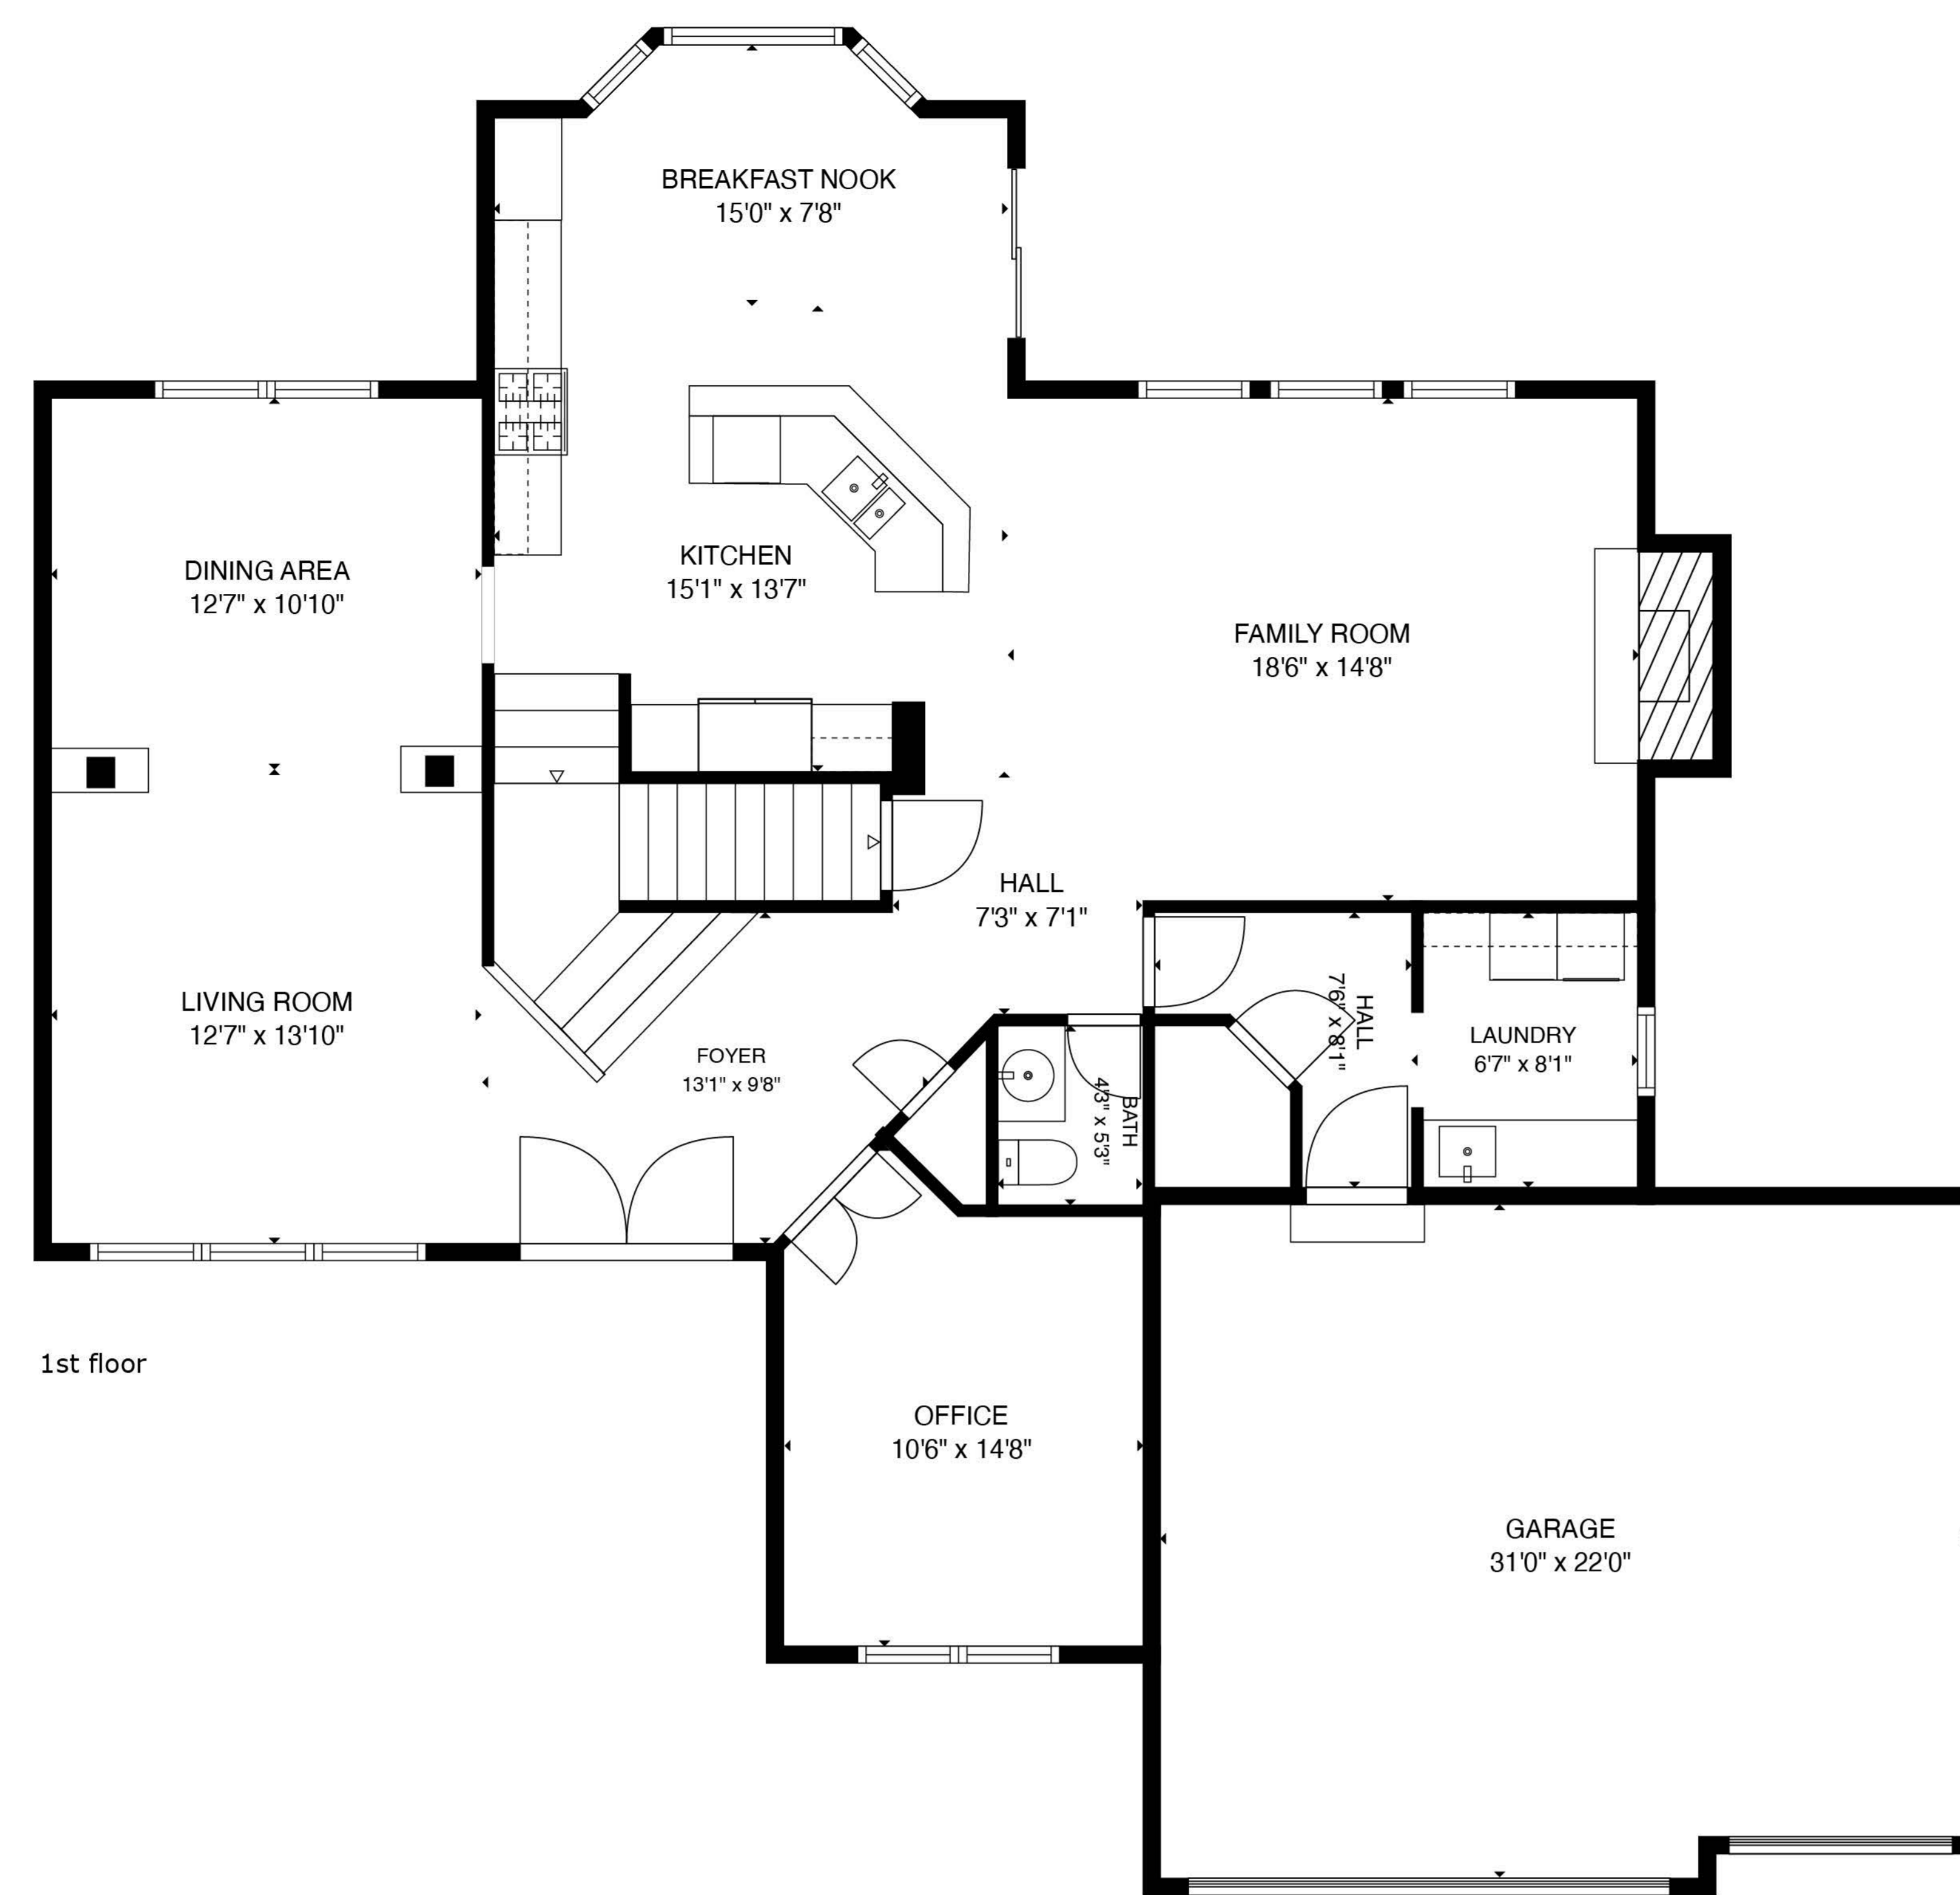 BREAKFAST NOOK
15'0" x 7'8"
DINING AREA
12'7" x 10'10"
KITCHEN
15'1" x 13'7"
FAMILY ROOM
18'6" x 14'8"
HALL
7'3" x 7'1"
LIVING ROOM
12'7" x 13'10"
FOYER
13'1" x 9'8"
BATH
4'3" x 5'3"
HALL
7'6" x 8'1"
LAUNDRY
6'7" x 8'1"
1st floor
OFFICE
10'6" x 14'8"
GARAGE
31'0" x 22'0"